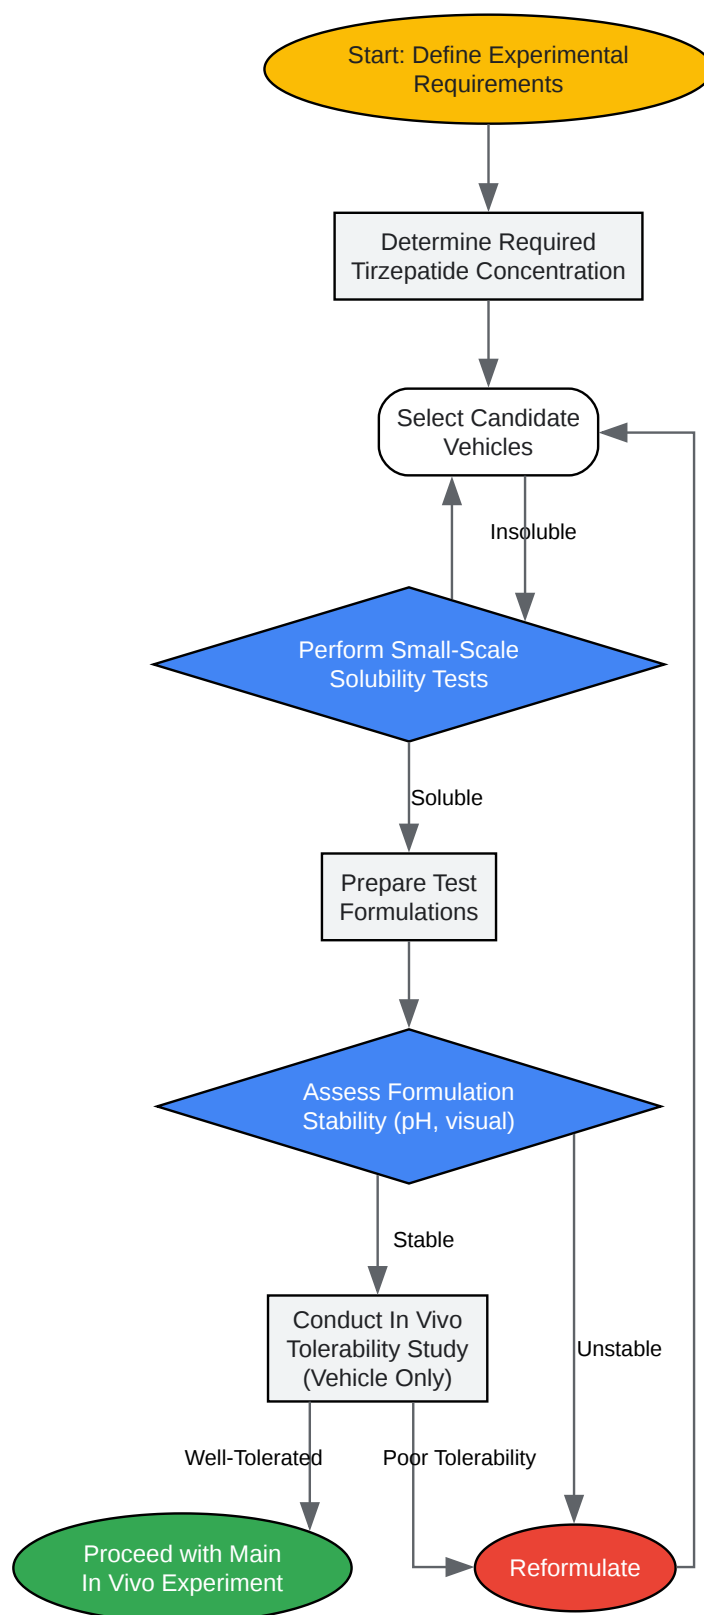 Start: Define Experimental
Requirements
Determine Required
Tirzepatide Concentration
Select Candidate
Vehicles
Insoluble
Perform Small-Scale
Solubility Tests
Soluble
Prepare Test
Formulations
Assess Formulation
Stability (pH, visual)
Stable
Conduct In Vivo
Tolerability Study
(Vehicle Only)
Unstable
Well-Tolerated
Poor Tolerability
Proceed with Main
In Vivo Experiment
Reformulate